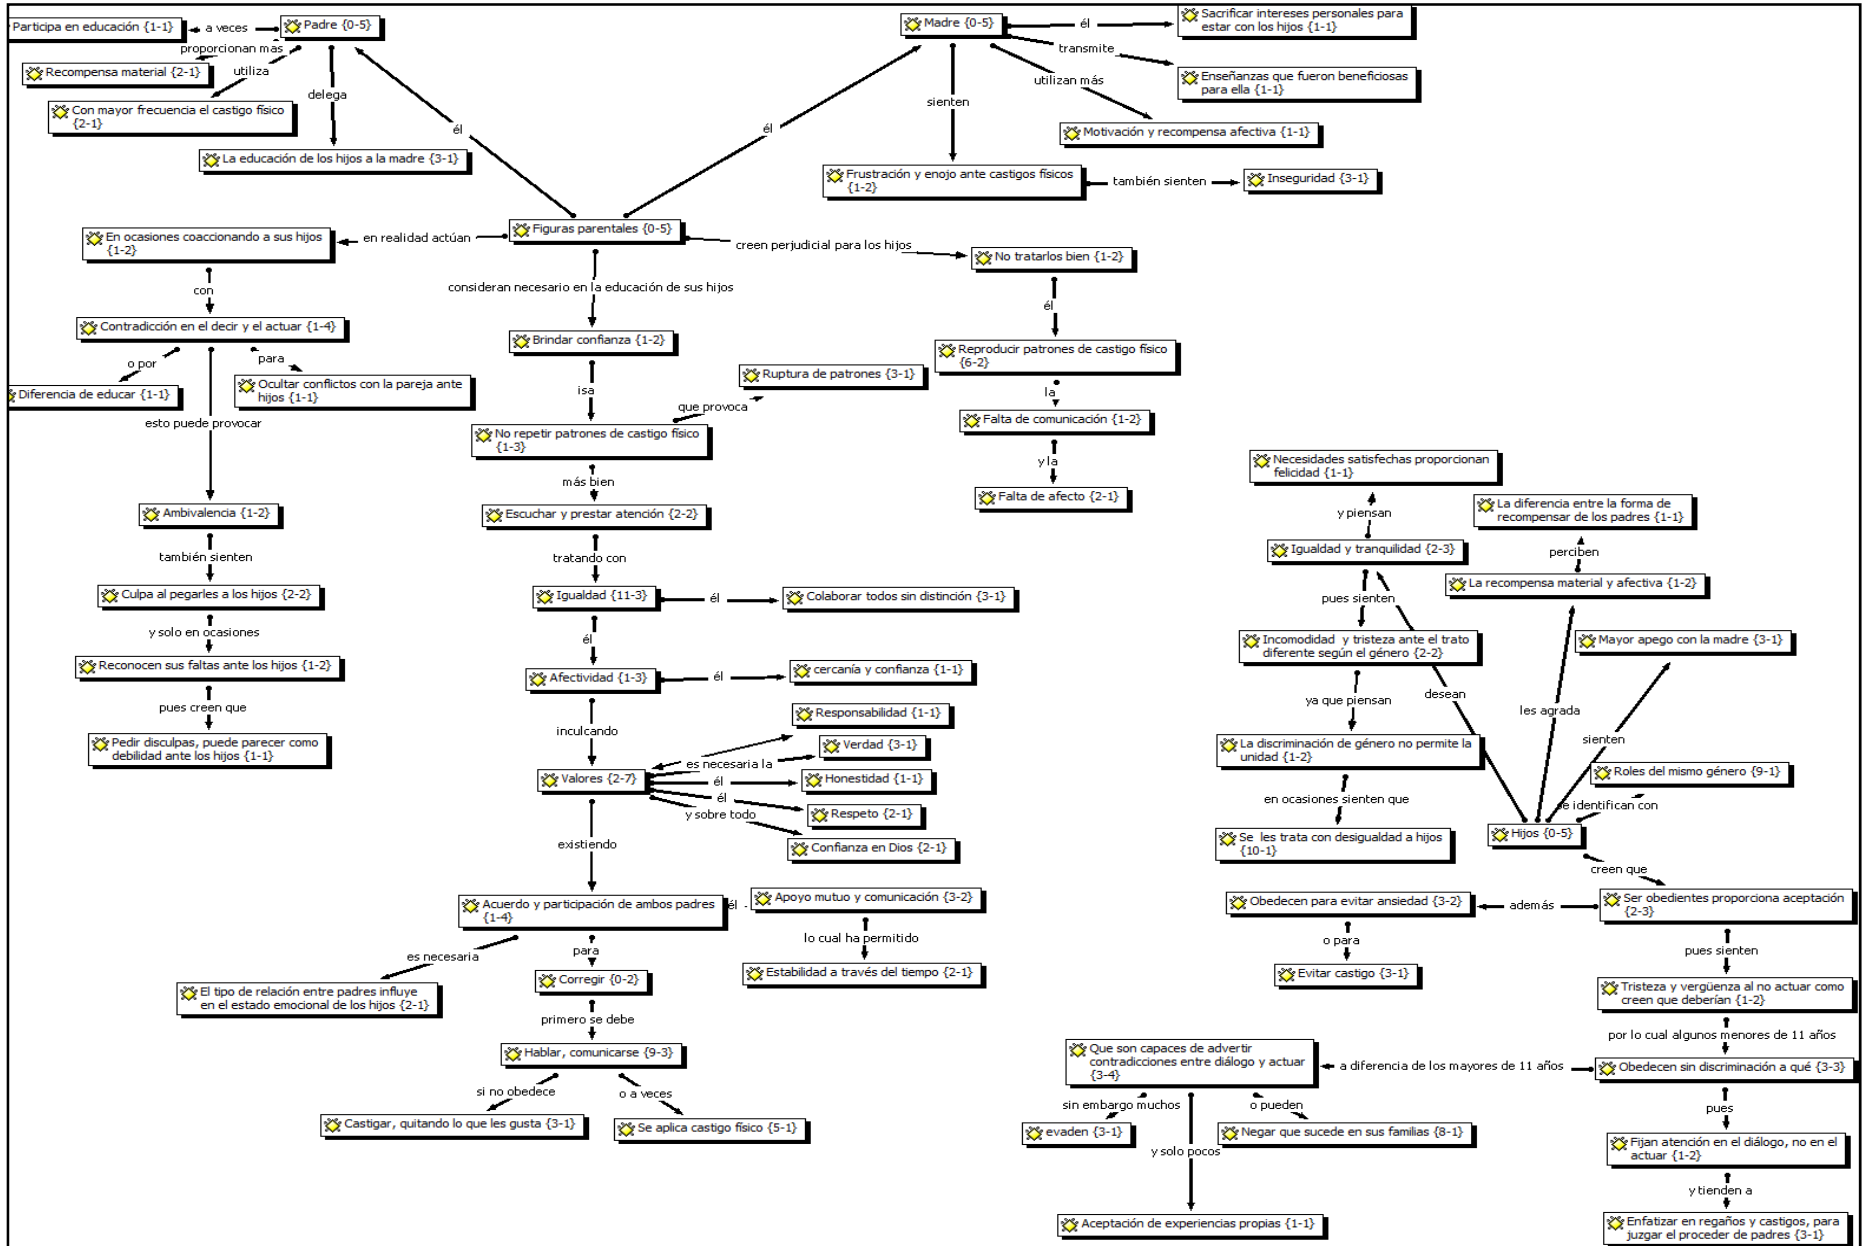 Participa en educación {1-1}
a veces
Padre {0-5}
proporcionan más
Recompensa material {2-1}
utiliza
Con mayor frecuencia el castigo físico
{2-1}
delega
La educación de los hijos a la madre {3-1}
él
Madre {0-5}
él
Sacrificar intereses personales para
estar con los hijos {1-1}
transmite
Enseñanzas que fueron beneficiosas
para ella {1-1}
utilizan más
Motivación y recompensa afectiva {1-1}
sienten
Frustración y enojo ante castigos físicos
{1-2}
también sienten
Inseguridad {3-1}
él
Figuras parentales {0-5}
en realidad actúan
En ocasiones coaccionando a sus hijos
{1-2}
con
Contradicción en el decir y el actuar {1-4}
o por
Diferencia de educar {1-1}
para
Ocultar conflictos con la pareja ante
hijos {1-1}
esto puede provocar
Ambivalencia {1-2}
también sienten
Culpa al pegarles a los hijos {2-2}
y solo en ocasiones
Reconocen sus faltas ante los hijos {1-2}
pues creen que
Pedir disculpas, puede parecer como
debilidad ante los hijos {1-1}
consideran necesario en la educación de sus hijos
Brindar confianza {1-2}
isa
No repetir patrones de castigo físico
{1-3}
que provoca
Ruptura de patrones {3-1}
más bien
Escuchar y prestar atención {2-2}
tratando con
Igualdad {11-3}
él
Colaborar todos sin distinción {3-1}
él
Afectividad {1-3}
él
cercanía y confianza {1-1}
inculcando
Valores {2-7}
Responsabilidad {1-1}
es necesaria la
Verdad {3-1}
él
Honestidad {1-1}
él
Respeto {2-1}
y sobre todo
Confianza en Dios {2-1}
existiendo
Acuerdo y participación de ambos padres
{1-4}
él
Apoyo mutuo y comunicación {3-2}
lo cual ha permitido
Estabilidad a través del tiempo {2-1}
es necesaria
El tipo de relación entre padres influye
en el estado emocional de los hijos {2-1}
para
Corregir {0-2}
primero se debe
Hablar, comunicarse {9-3}
si no obedece
Castigar, quitando lo que les gusta {3-1}
o a veces
Se aplica castigo físico {5-1}
creen perjudicial para los hijos
No tratarlos bien {1-2}
él
Reproducir patrones de castigo físico
{6-2}
la
Falta de comunicación {1-2}
y la
Falta de afecto {2-1}
Necesidades satisfechas proporcionan
felicidad {1-1}
y piensan
Igualdad y tranquilidad {2-3}
pues sienten
Incomodidad y tristeza ante el trato
diferente según el género {2-2}
ya que piensan
La discriminación de género no permite la
unidad {1-2}
en ocasiones sienten que
Se les trata con desigualdad a hijos
{10-1}
La diferencia entre la forma de
recompensar de los padres {1-1}
perciben
La recompensa material y afectiva {1-2}
Mayor apego con la madre {3-1}
desean
les agrada
sienten
Roles del mismo género {9-1}
se identifican con
Hijos {0-5}
creen que
Ser obedientes proporciona aceptación
{2-3}
además
Obedecen para evitar ansiedad {3-2}
o para
Evitar castigo {3-1}
pues sienten
Tristeza y vergüenza al no actuar como
creen que deberían {1-2}
por lo cual algunos menores de 11 años
Obedecen sin discriminación a qué {3-3}
a diferencia de los mayores de 11 años
Que son capaces de advertir
contradicciones entre diálogo y actuar
{3-4}
sin embargo muchos
evaden {3-1}
o pueden
Negar que sucede en sus familias {8-1}
y solo pocos
Aceptación de experiencias propias {1-1}
pues
Fijan atención en el diálogo, no en el
actuar {1-2}
y tienden a
Enfatizar en regaños y castigos, para
juzgar el proceder de padres {3-1}